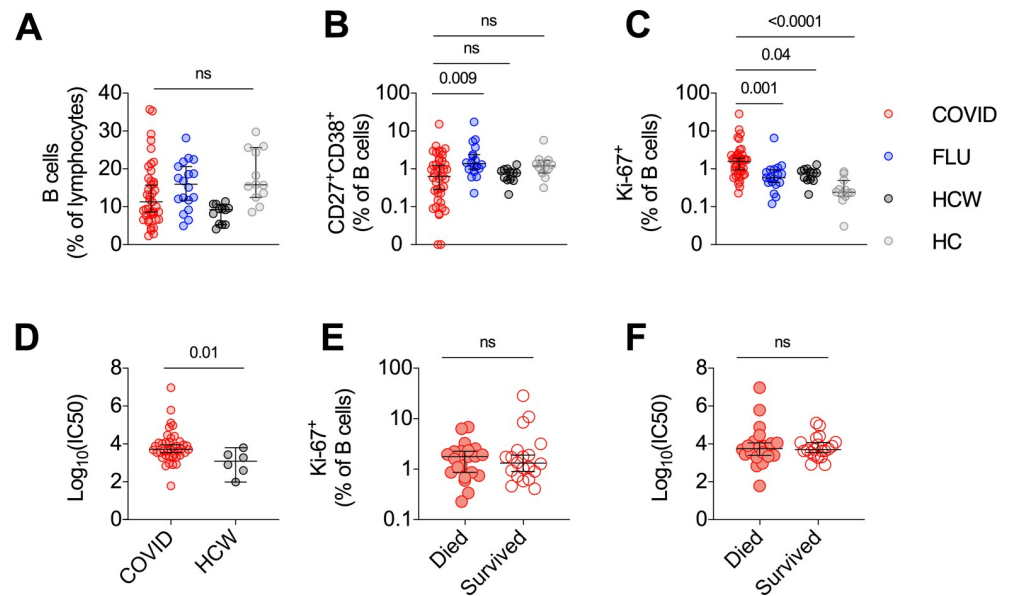 A
B cells
(% of lymphocytes)
40
30
20
10
0
ns
B
CD27⁺CD38⁺
(% of B cells)
100
10
1
0.1
0
ns
ns
0.009
C
Ki-67⁺
(% of B cells)
100
10
1
0.1
0
<0.0001
0.04
0.001
COVID
FLU
HCW
HC
D
Log₁₀(IC50)
8
6
4
2
0
0.01
COVID
HCW
E
Ki-67⁺
(% of B cells)
100
10
1
0.1
ns
Died
Survived
F
Log₁₀(IC50)
8
6
4
2
0
ns
Died
Survived